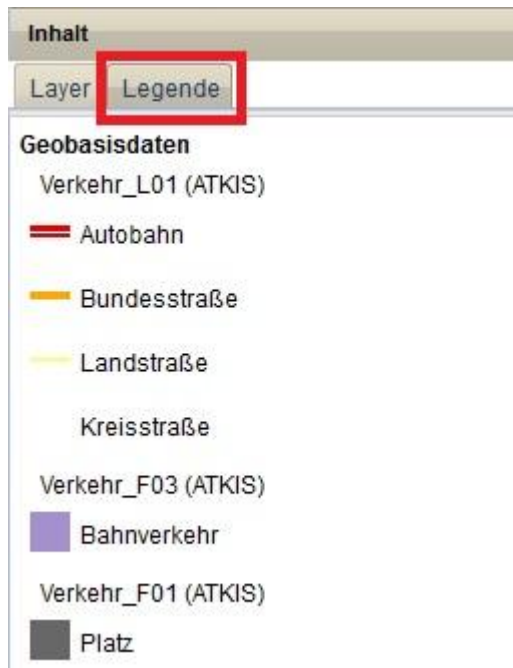 Inhalt
Layer Legende
Geobasisdaten
Verkehr_L01 (ATKIS)
Autobahn
Bundesstraße
Landstraße
Kreisstraße
Verkehr_F03 (ATKIS)
Bahnverkehr
Verkehr_F01 (ATKIS)
Platz